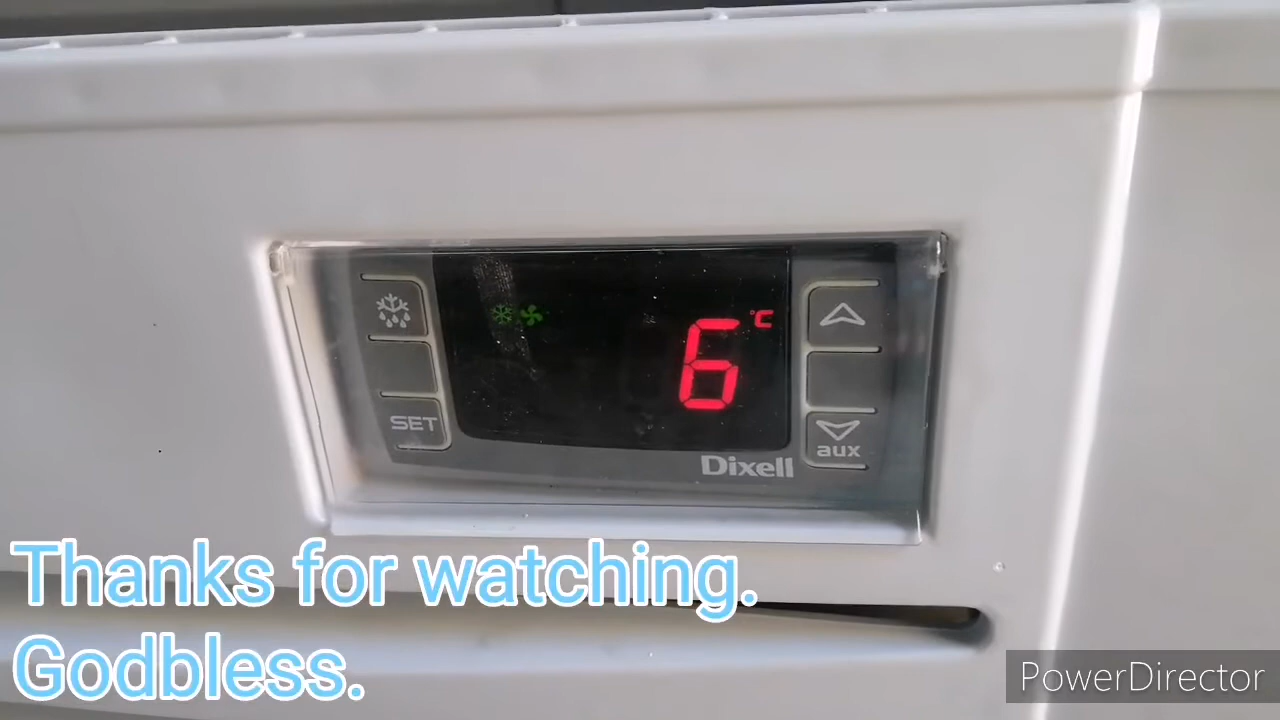 6 °C
SET
Dixell
aux
Thanks for watching.
Godbless.
PowerDirector